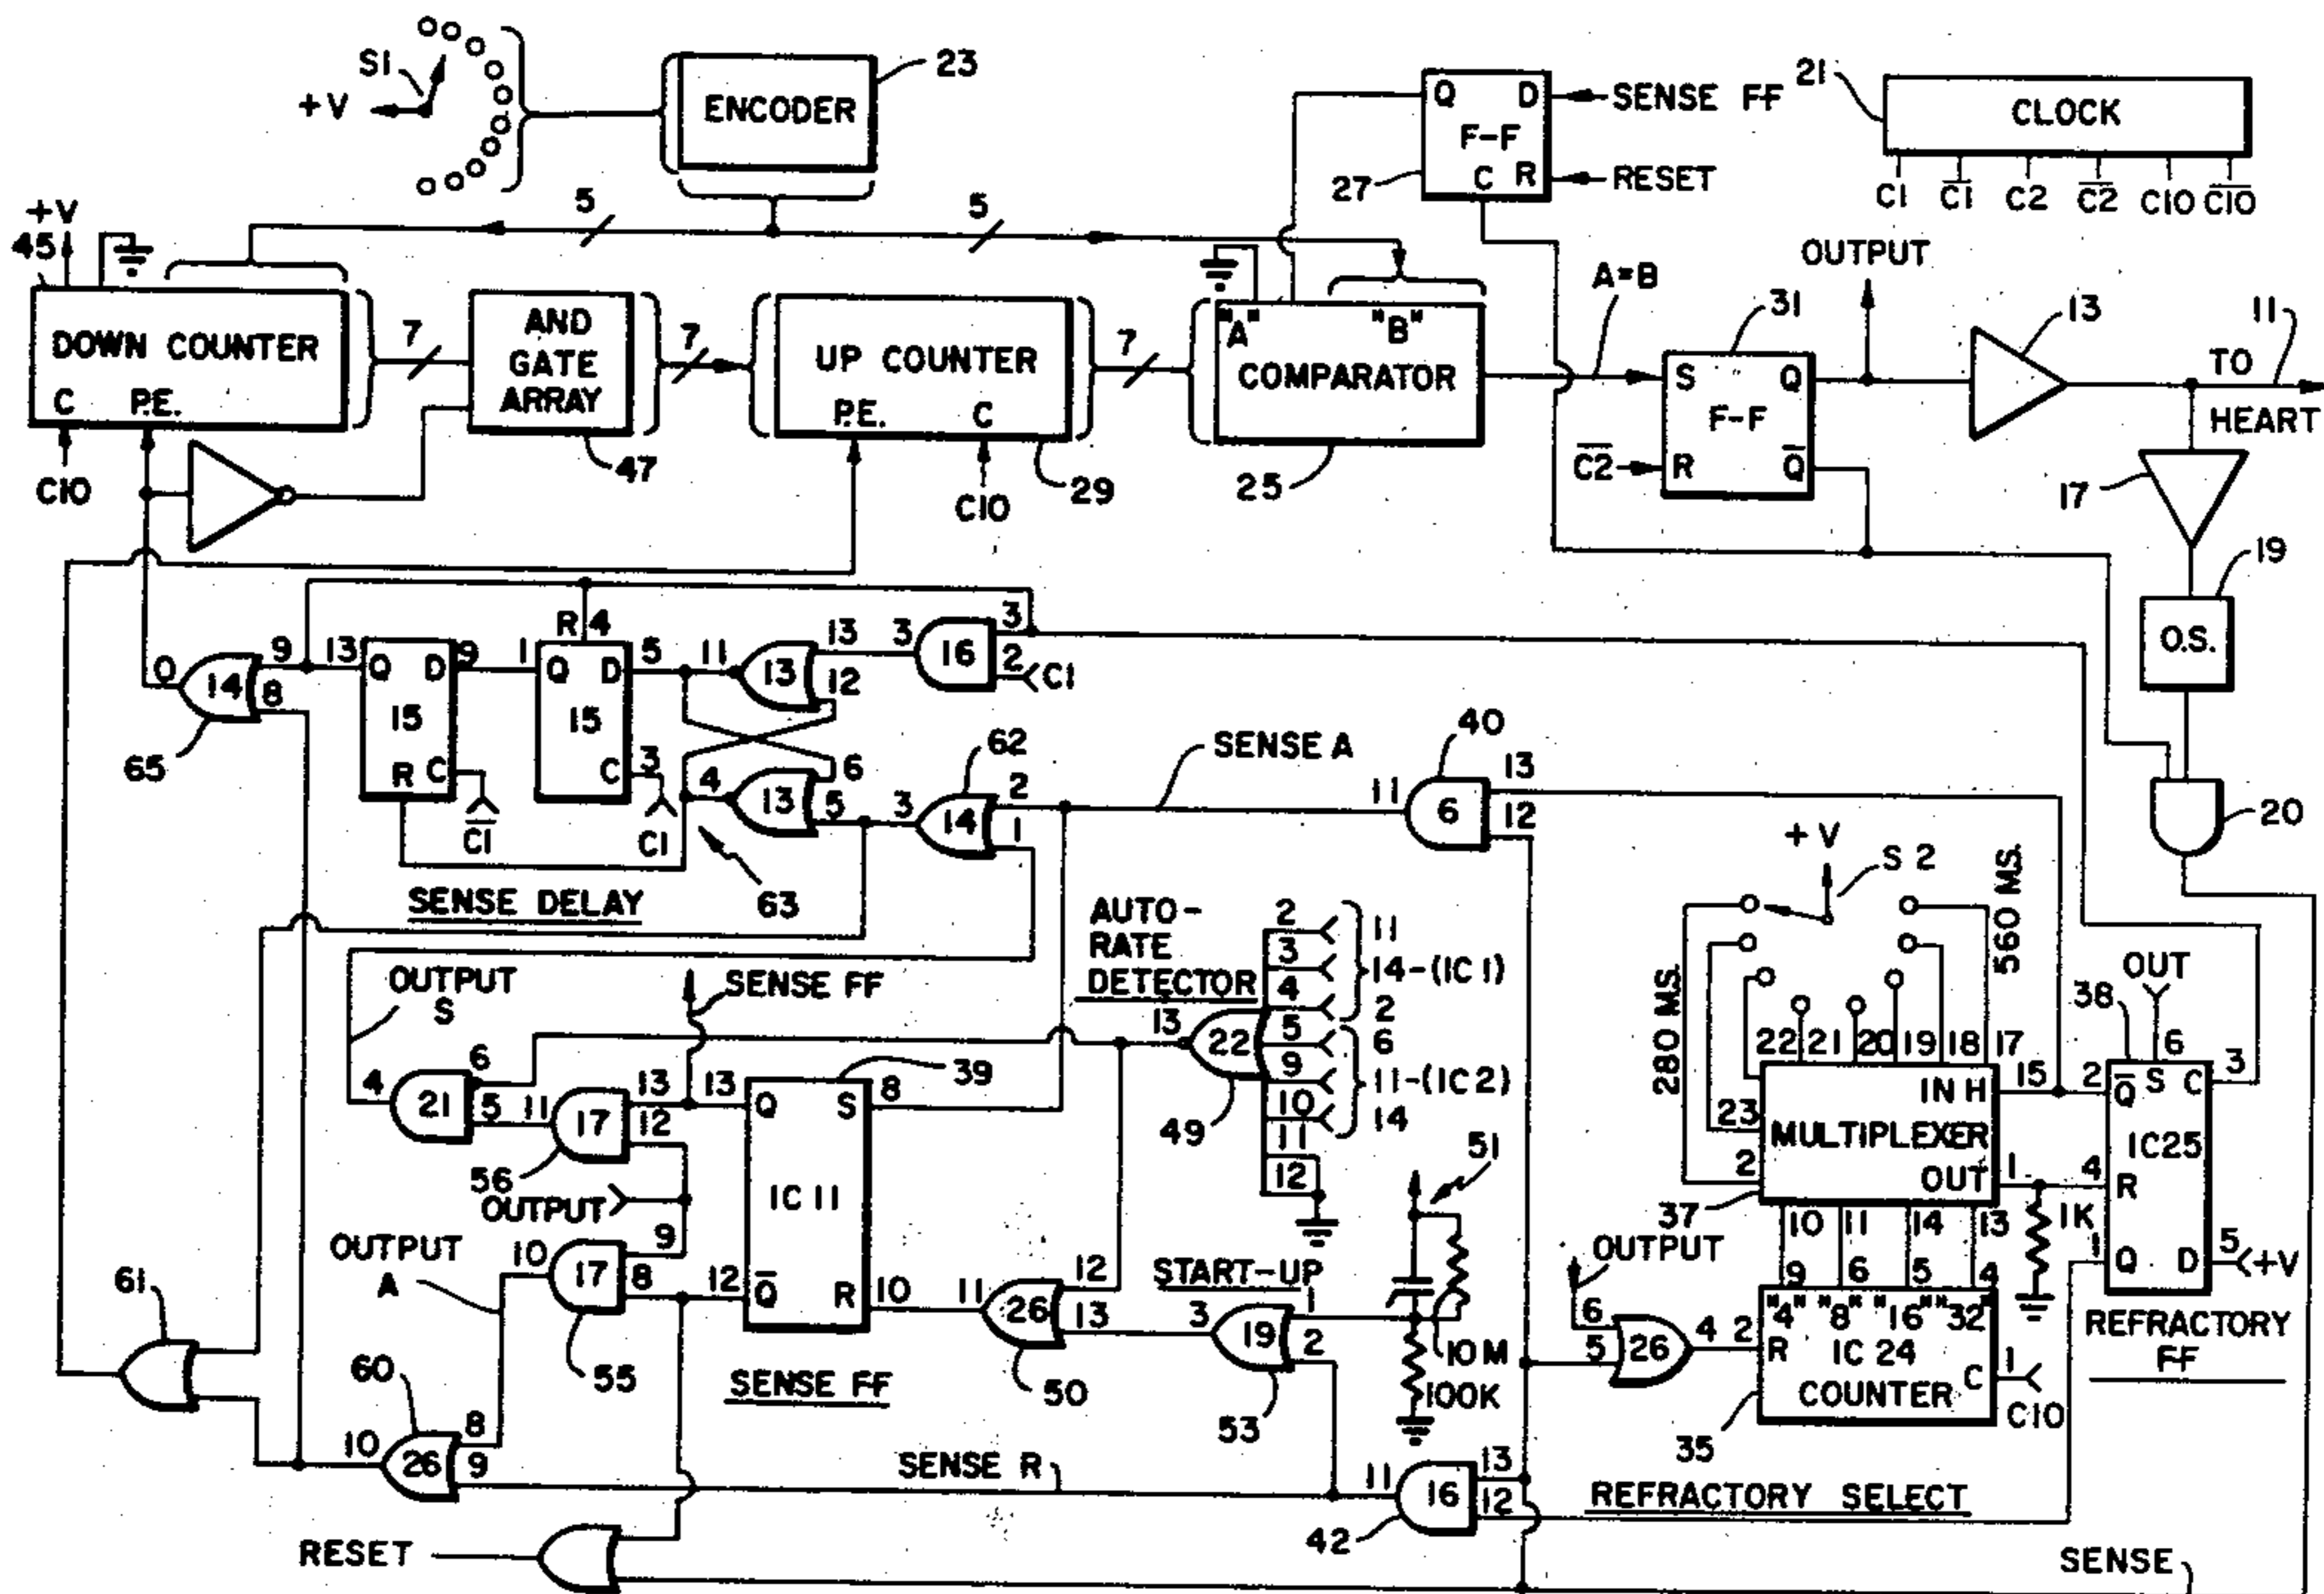 S1
+V
ENCODER
23
Q D
SENSE FF
F-F
C R
RESET
27
21
CLOCK
C1 C1 C2 C2 C10 C10
5
5
+V
45
DOWN COUNTER
C P.E.
C10
7
AND
GATE
ARRAY
47
7
UP COUNTER
P.E. C
C10
29
7
"A" "B"
COMPARATOR
25
A=B
OUTPUT
31
S Q
F-F
R Q
C2
13
TO
HEART
11
17
19
O.S.
20
0
14
9
8
65
13
Q D
15
R C
C1
9
1
R 4
Q D
15
C 3
C1
5
11
13
13
12
3
16
3
2
C1
4
13
6
5
63
SENSE DELAY
3
14
2
1
62
SENSE A
11
6
13
12
40
+V
S 2
280 MS.
560 MS.
22 21 20 19 18 17
IN H
15
23
MULTIPLEXER
2
OUT
1
37
10 11 14 13
1K
OUT
38
6
2
Q S C
3
IC25
4
R
1
Q D
5
+V
REFRACTORY
FF
9 6 5 4
"4" "8" "16" "32"
R IC 24
COUNTER C
1
C10
35
OUTPUT
6
5
26
4 2
REFRACTORY SELECT
AUTO-
RATE
DETECTOR
2
3
4
11
14-(IC 1)
2
13
22
5
9
10
11
12
6
11-(IC 2)
14
49
51
START-UP
10M
100K
3
19
1
2
53
11
26
12
13
50
OUTPUT
S
SENSE FF
4
21
6
5
11
17
13
12
56
OUTPUT
13
Q S
8
39
IC 11
12
Q R
10
SENSE FF
OUTPUT
A
10
17
9
8
55
61
60
10
26
8
9
SENSE R
11
16
13
12
42
RESET
SENSE